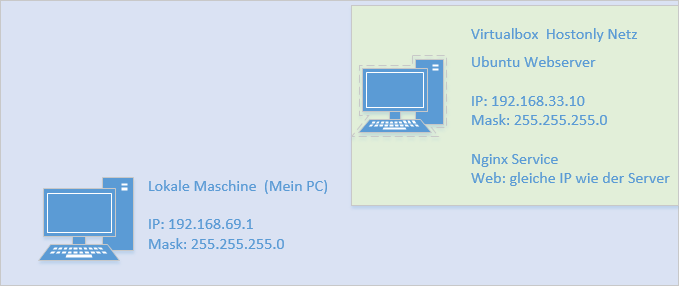 Virtualbox Hostonly Netz
Ubuntu Webserver
IP: 192.168.33.10
Mask: 255.255.255.0
Nginx Service
Web: gleiche IP wie der Server
Lokale Maschine (Mein PC)
IP: 192.168.69.1
Mask: 255.255.255.0